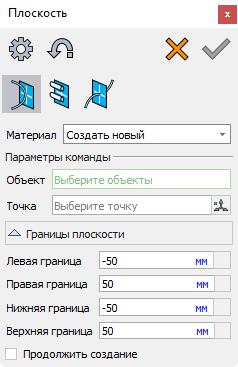 Плоскость
Материал Создать новый
Параметры команды
Объект Выберите объекты
Точка Выберите точку
Границы плоскости
Левая граница -50 мм
Правая граница 50 мм
Нижняя граница -50 мм
Верхняя граница 50 мм
Продолжить создание